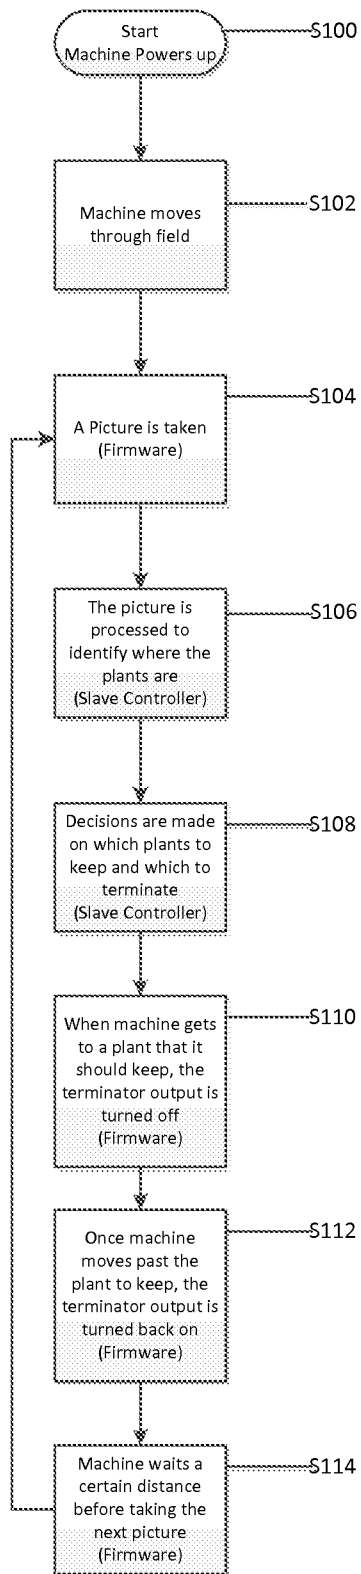 Start
Machine Powers up
S100
Machine moves
through field
S102
A Picture is taken
(Firmware)
S104
The picture is
processed to
identify where the
plants are
(Slave Controller)
S106
Decisions are made
on which plants to
keep and which to
terminate
(Slave Controller)
S108
When machine gets
to a plant that it
should keep, the
terminator output is
turned off
(Firmware)
S110
Once machine
moves past the
plant to keep, the
terminator output is
turned back on
(Firmware)
S112
Machine waits a
certain distance
before taking the
next picture
(Firmware)
S114